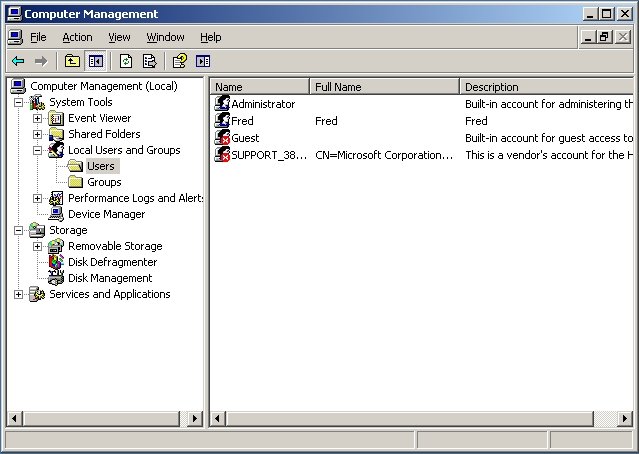 Computer Management
File Action View Window Help
Computer Management (Local)
System Tools
Event Viewer
Shared Folders
Local Users and Groups
Users
Groups
Performance Logs and Alert
Device Manager
Storage
Removable Storage
Disk Defragmenter
Disk Management
Services and Applications
Name Full Name Description
Administrator Built-in account for administering th
Fred Fred Fred
Guest Built-in account for guest access to
SUPPORT_38... CN=Microsoft Corporation... This is a vendor's account for the H